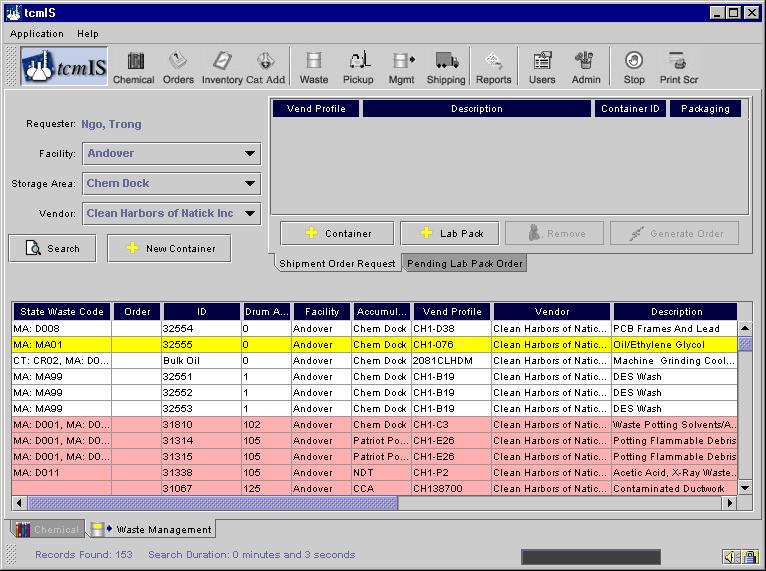 tcmIS
Application Help
tcmIS Chemical Orders Inventory Cat Add Waste Pickup Mgmt Shipping Reports Users Admin Stop Print Scr
Requester: Ngo, Trong
Facility: Andover
Storage Area: Chem Dock
Vendor: Clean Harbors of Natick Inc
Search New Container
Vend Profile Description Container ID Packaging
Container Lab Pack Remove Generate Order
Shipment Order Request Pending Lab Pack Order
State Waste Code Order ID Drum A... Facility Accumul... Vend Profile Vendor Description
MA: D008 32554 0 Andover Chem Dock CH1-D38 Clean Harbors of Natic... PCB Frames And Lead
MA: MA01 32555 0 Andover Chem Dock CH1-076 Clean Harbors of Natic... Oil/Ethylene Glycol
CT: CR02, MA: D0... Bulk Oil 0 Andover Chem Dock 2081CLHDM Clean Harbors of Natic... Machine Grinding Cool...
MA: MA99 32551 1 Andover Chem Dock CH1-B19 Clean Harbors of Natic... DES Wash
MA: MA99 32552 1 Andover Chem Dock CH1-B19 Clean Harbors of Natic... DES Wash
MA: MA99 32553 1 Andover Chem Dock CH1-B19 Clean Harbors of Natic... DES Wash
MA: D001, MA: D0... 31810 102 Andover Chem Dock CH1-C3 Clean Harbors of Natic... Waste Potting Solvents/A...
MA: D001, MA: D0... 31314 105 Andover Patriot Po... CH1-E26 Clean Harbors of Natic... Potting Flammable Debris
MA: D001, MA: D0... 31315 105 Andover Patriot Po... CH1-E26 Clean Harbors of Natic... Potting Flammable Debris
MA: D011 31338 105 Andover NDT CH1-P2 Clean Harbors of Natic... Acetic Acid, X-Ray Waste...
31067 125 Andover CCA CH138700 Clean Harbors of Natic... Contaminated Ductwork
Chemical Waste Management
Records Found: 153 Search Duration: 0 minutes and 3 seconds